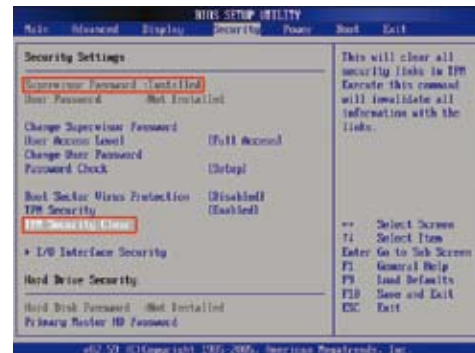 BIOS SETUP UTILITY
Main Advanced Display Security Power Boot Exit
Security Settings
Supervisor Password :Installed
User Password :Not Installed
Change Supervisor Password
User Access Level [Full Access]
Change User Password
Password Check [Setup]
Boot Sector Virus Protection [Disabled]
TPM Security [Enabled]
TPM Security Clear
I/O Interface Security
Hard Drive Security
Hard Disk Password :Not Installed
Primary Master HD Password
This will clear all
security links in TPM
Execute this command
will invalidate all
information with the
links.
Select Screen
Select Item
Enter Go to Sub Screen
F1 General Help
F9 Load Defaults
F10 Save and Exit
ESC Exit
v02.59 (C)Copyright 1985-2005, American Megatrends, Inc.